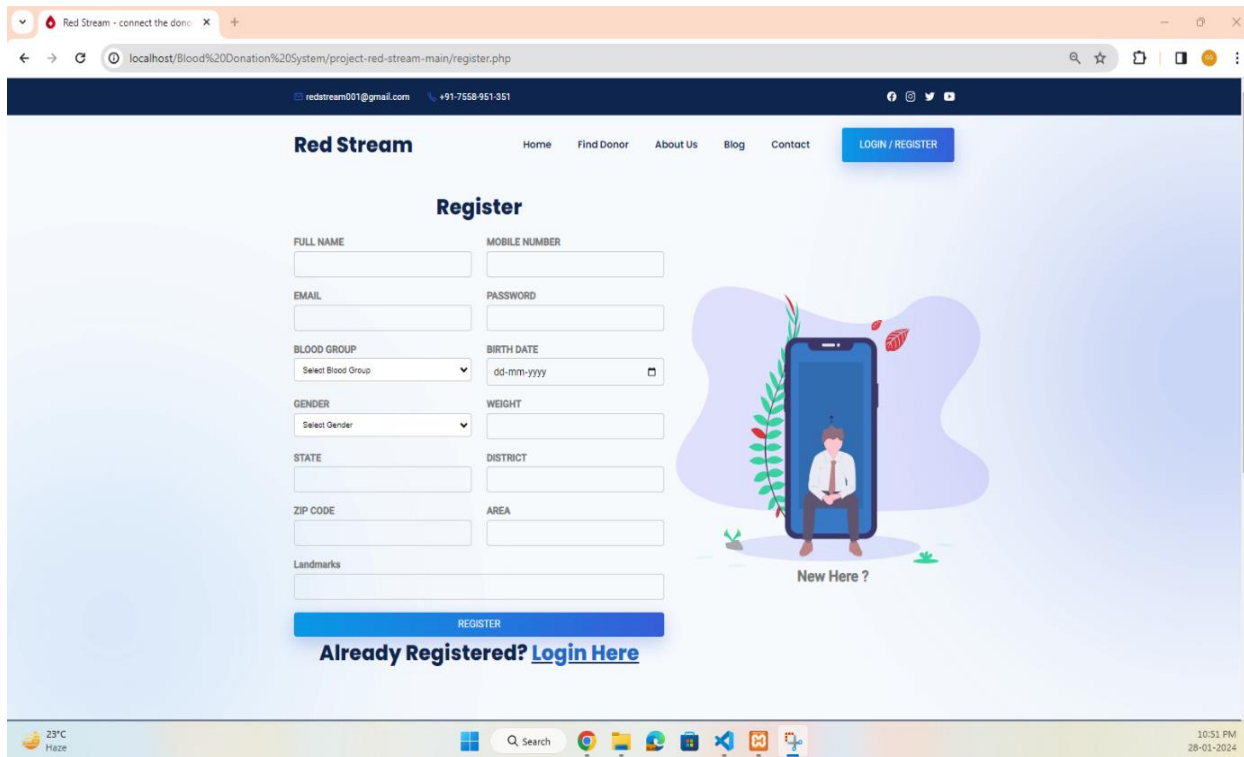 Red Stream - connect the dono
localhost/Blood%20Donation%20System/project-red-stream-main/register.php
redstream001@gmail.com +91-7558-951-351
Red Stream Home Find Donor About Us Blog Contact LOGIN / REGISTER
Register
FULL NAME MOBILE NUMBER
EMAIL PASSWORD
BLOOD GROUP BIRTH DATE
Select Blood Group dd-mm-yyyy
GENDER WEIGHT
Select Gender
STATE DISTRICT
ZIP CODE AREA
Landmarks
New Here ?
REGISTER
Already Registered? Login Here
23°C
Haze
Search
10:51 PM
28-01-2024